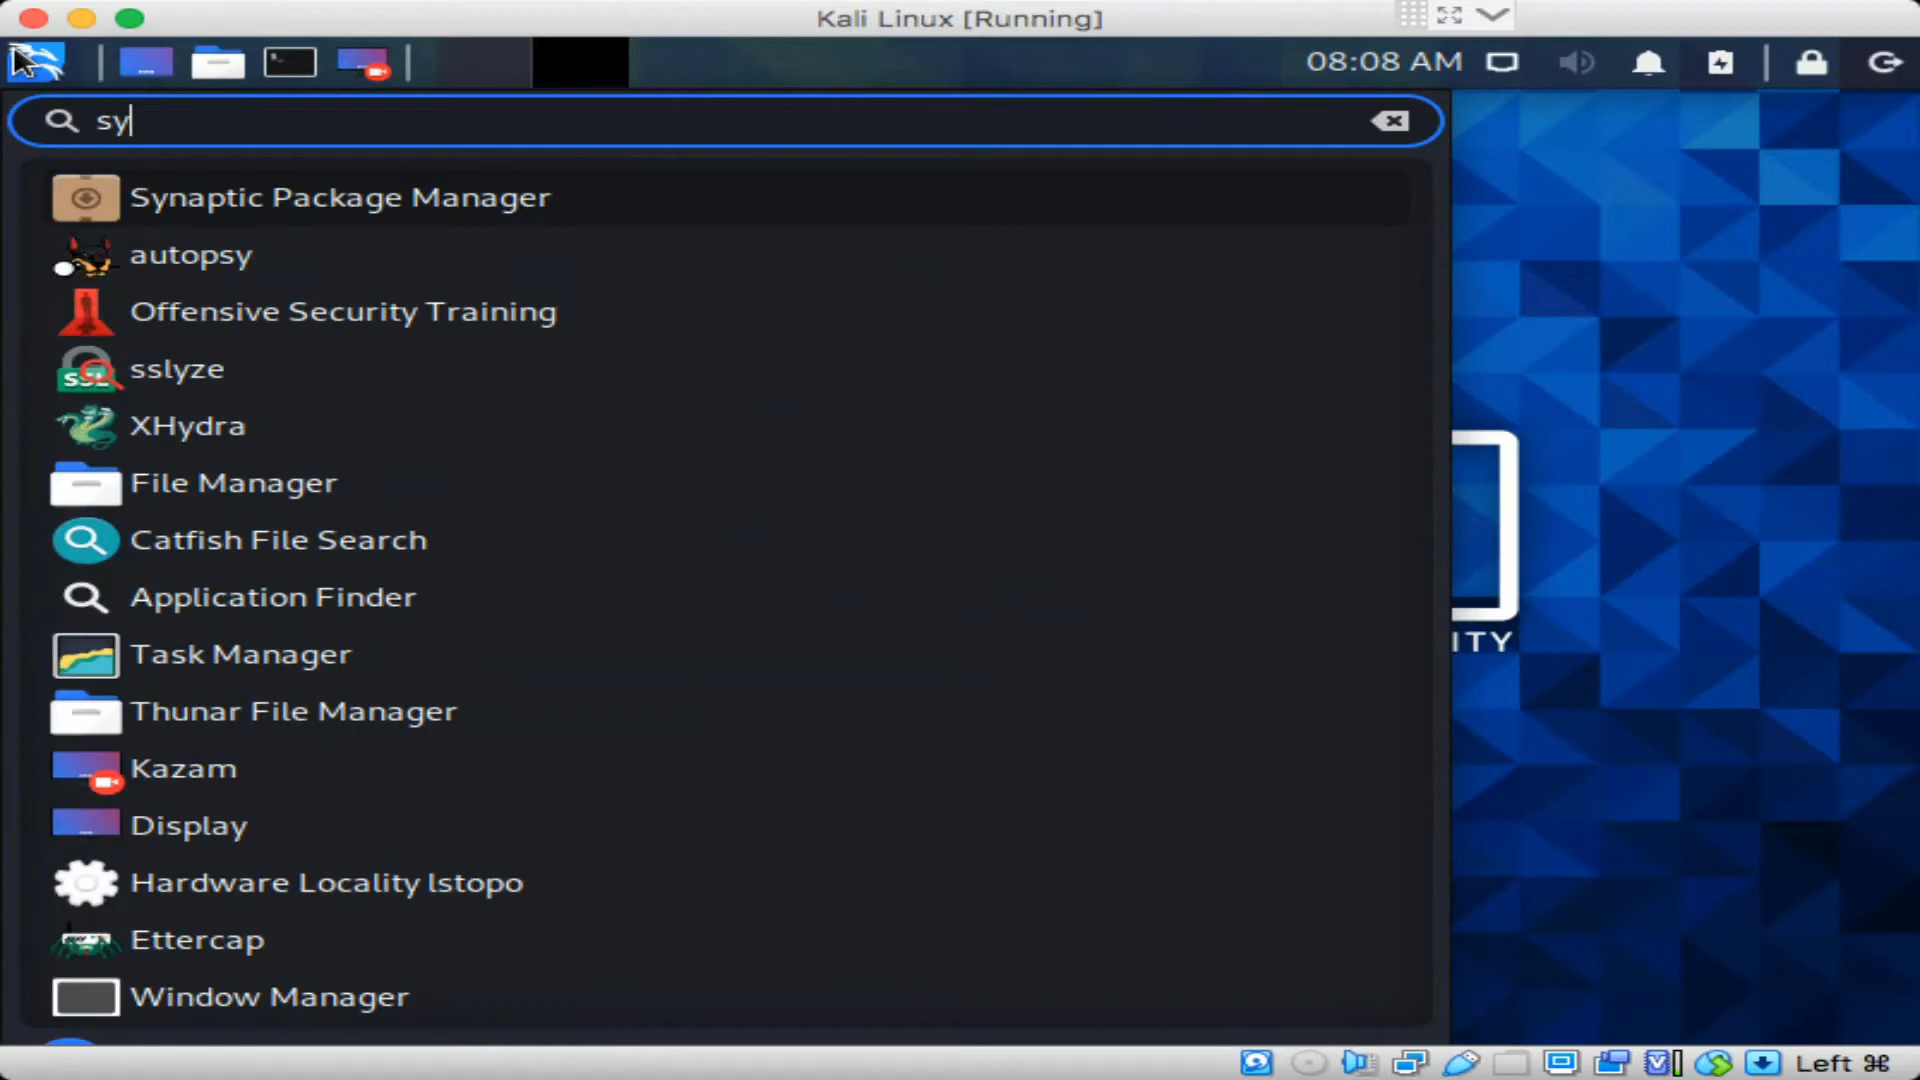 Kali Linux [Running]
08:08 AM
sy
Synaptic Package Manager
autopsy
Offensive Security Training
SSL
sslyze
XHydra
File Manager
Catfish File Search
Application Finder
Task Manager
Thunar File Manager
Kazam
Display
Hardware Locality lstopo
Ettercap
Window Manager
ITY
Left ⌘